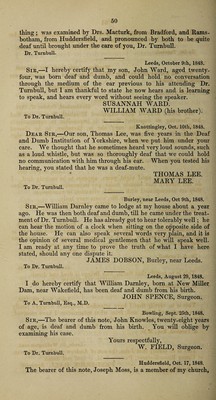 50
thing; was examined by Drs. Macturk, from Bradford, and Rams-
botham, from Huddersfield, and pronounced by both to be quite
deaf until brought under the care of you, Dr. Turnbull.
Dr. Turnbull.
Leeds, October 9th, 1848.
SIR,—I hereby certify that my son, John Ward, aged twenty-
four, was born deaf and dumb, and could hold no conversation
through the medium of the ear previous to his attending Dr.
Turnbull, but I am thankful to state he now hears and is learning
to speak, and hears every word without seeing the speaker.
SUSANNAH WARD.
WILLIAM WARD (his brother).
To Dr. Turnbull.
Knottingley, Oct. 10th, 1848.
DEAR SIR,—Our son, Thomas Lee, was five years in the Deaf
and Dumb Institution of Yorkshire, when we put him under your
care. We thought that he sometimes heard very loud sounds, such
as a loud whistle, but was so thoroughly deaf that we could hold
no communication with him through his ear. When you tested his
hearing, you stated that he was a deaf-mute.
THOMAS LEE.
MARY LEE.
To Dr. Turnbull.
Burley, near Leeds, Oct 9th, 1848.
SIR,—William Darnley came to lodge at my house about a year
ago. He was then both deaf and dumb, till he came under the treat-
ment of Dr. Turnbull. He has already got to hear tolerably well; he
can hear the motion of a clock when sitting on the opposite side of
the house. He can also speak several words very plain, and it is
the opinion of several medical gentlemen that he will speak well.
I am ready at any time to prove the truth of what I have here
stated, should any one dispute it.
JAMES DOBSON, Burley, near Leeds.
To Dr. Turnbull.
Leeds, August 29, 1848.
I do hereby certify that William Darnley, born at New Miller
Dam, near Wakefield, has been deaf and dumb from his birth.
JOHN SPENCE, Surgeon.
To A. Turnbull, Esq., M.D.
Bowling, Sept. 25th, 1848.
SIR,—The bearer of this note, John Knowles, twenty-eight years
of age, is deaf and dumb from his birth. You will oblige by
examining his case.
Yours respectfully,
W. FIELD, Surgeon.
To Dr. Turnbull.
Huddersfield, Oct. 17, 1848.
The bearer of this note, Joseph Moss, is a member of my church,